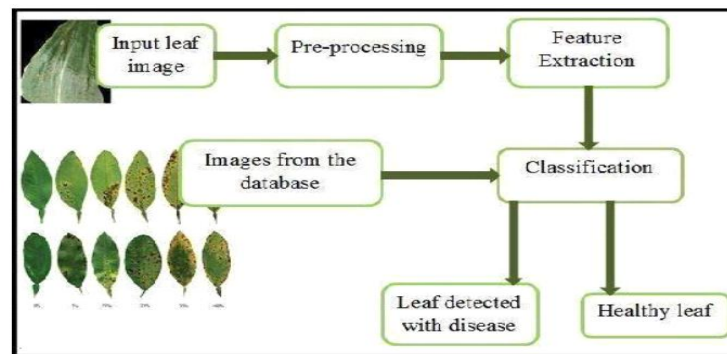 Input leaf
image
Pre-processing
Feature
Extraction
Images from the
database
Classification
Leaf detected
with disease
Healthy leaf